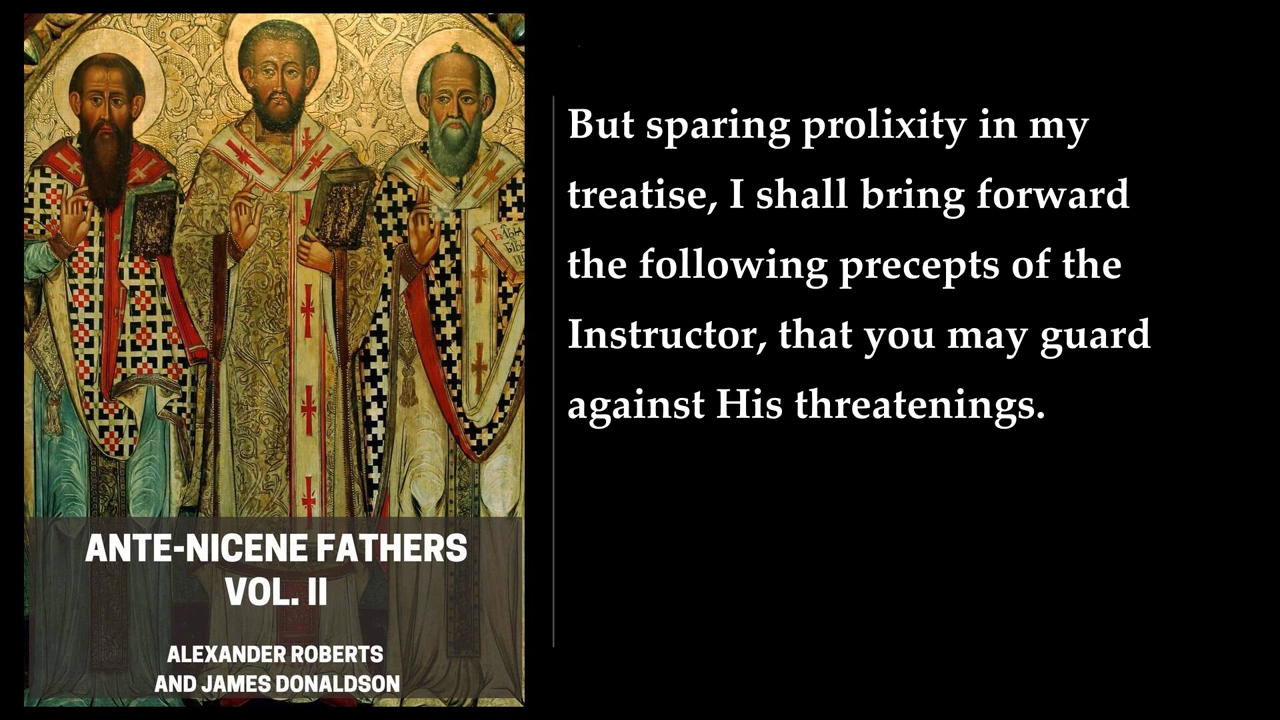 But sparing prolixity in my
treatise, I shall bring forward
the following precepts of the
Instructor, that you may guard
against His threatenings.
ANTE-NICENE FATHERS
VOL. II
ALEXANDER ROBERTS
AND JAMES DONALDSON